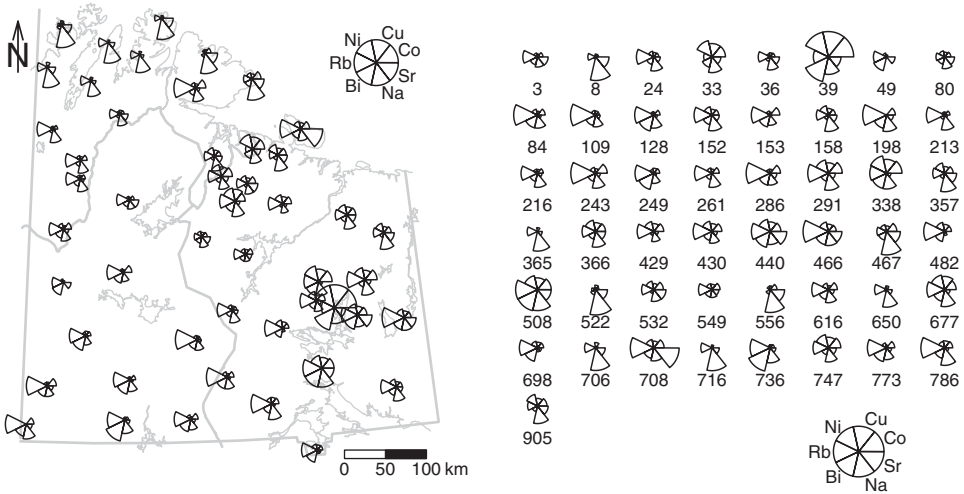 N
Cu
Ni
Co
Rb
Sr
Bi
Na
0 50 100 km
3 8 24 33 36 39 49 80
84 109 128 152 153 158 198 213
216 243 249 261 286 291 338 357
365 366 429 430 440 466 467 482
508 522 532 549 556 616 650 677
698 706 708 716 736 747 773 786
905
Cu
Ni
Co
Rb
Sr
Bi
Na